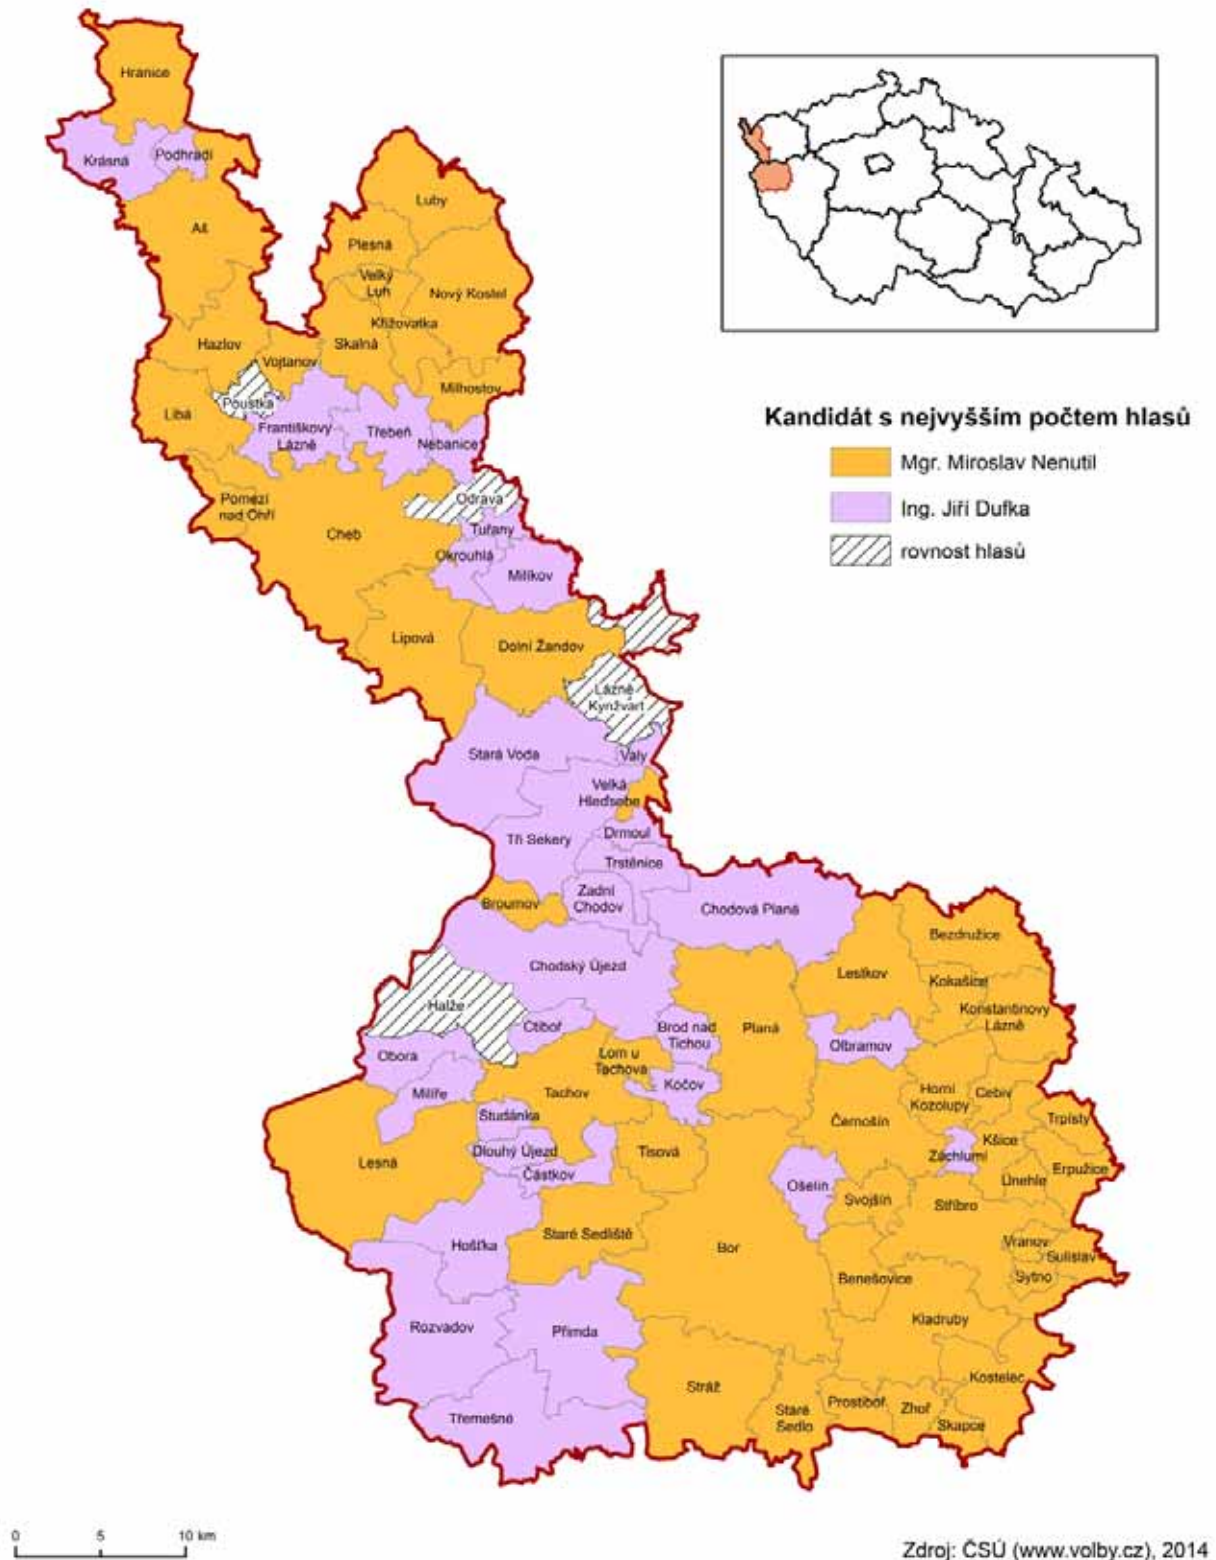 Hranice
Krásná
Podhradí
Aš
Luby
Plesná
Velký
Luh
Nový Kostel
Křižovatka
Skalná
Hazlov
Vojtanov
Milhostov
Libá
Poustka
Františkovy
Lázně
Třebeň
Nebanice
Pomezí
nad Ohří
Cheb
Odrava
Tuřany
Okrouhlá
Milíkov
Lipová
Dolní Žandov
Lázně
Kynžvart
Stará Voda
Valy
Velká
Hleďsebe
Tři Sekery
Drmoul
Trstěnice
Broumov
Zadní
Chodov
Chodová Planá
Chodský Újezd
Bezdružice
Lestkov
Kokašice
Konstantinovy
Lázně
Halže
Ctiboř
Brod nad
Tichou
Planá
Olbramov
Obora
Lom u
Tachova
Milíře
Tachov
Kočov
Horní
Kozolupy
Cebiv
Studánka
Černošín
Trpísty
Dlouhý Újezd
Tisová
Kšice
Záchlumí
Lesná
Částkov
Erpužice
Únehle
Ošelín
Svojšín
Stříbro
Staré Sedliště
Hošťka
Bor
Vranov
Sulislav
Sytno
Benešovice
Rozvadov
Přimda
Kladruby
Stráž
Kostelec
Třemešné
Staré
Sedlo
Prostiboř
Zhoř
Skapce
Kandidát s nejvyšším počtem hlasů
Mgr. Miroslav Nenutil
Ing. Jiří Dufka
rovnost hlasů
0 5 10 km
Zdroj: ČSÚ (www.volby.cz), 2014